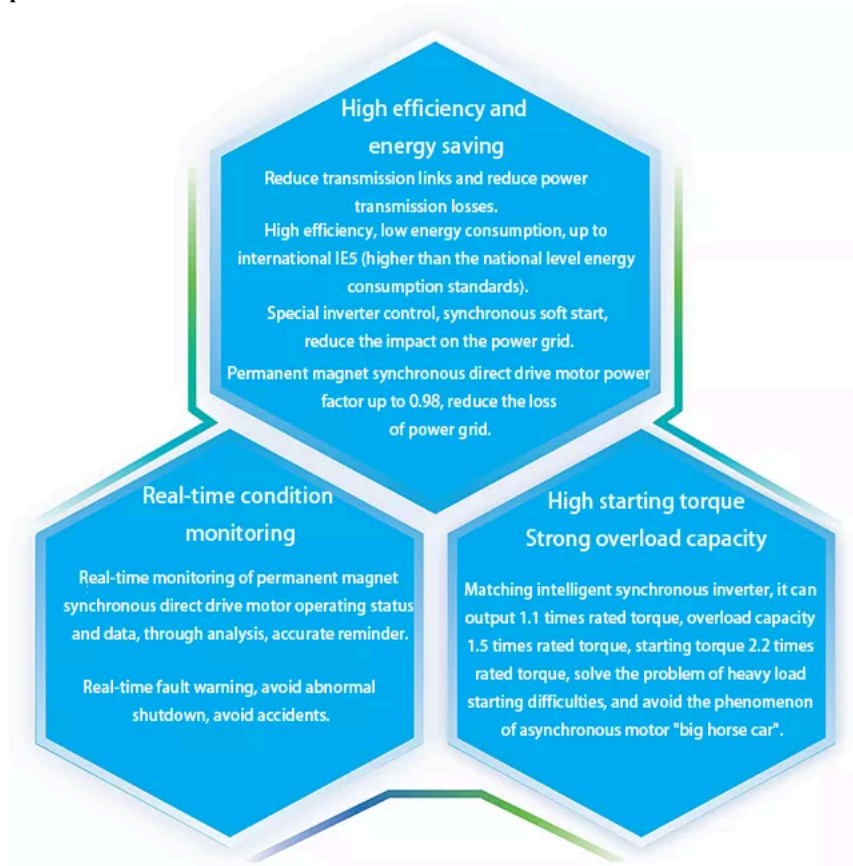 High efficiency and
energy saving
Reduce transmission links and reduce power
transmission losses.
High efficiency, low energy consumption, up to
international IE5 (higher than the national level energy
consumption standards).
Special inverter control, synchronous soft start,
reduce the impact on the power grid.
Permanent magnet synchronous direct drive motor power
factor up to 0.98, reduce the loss
of power grid.
Real-time condition
monitoring
Real-time monitoring of permanent magnet
synchronous direct drive motor operating status
and data, through analysis, accurate reminder.
Real-time fault warning, avoid abnormal
shutdown, avoid accidents.
High starting torque
Strong overload capacity
Matching intelligent synchronous inverter, it can
output 1.1 times rated torque, overload capacity
1.5 times rated torque, starting torque 2.2 times
rated torque, solve the problem of heavy load
starting difficulties, and avoid the phenomenon
of asynchronous motor "big horse car".